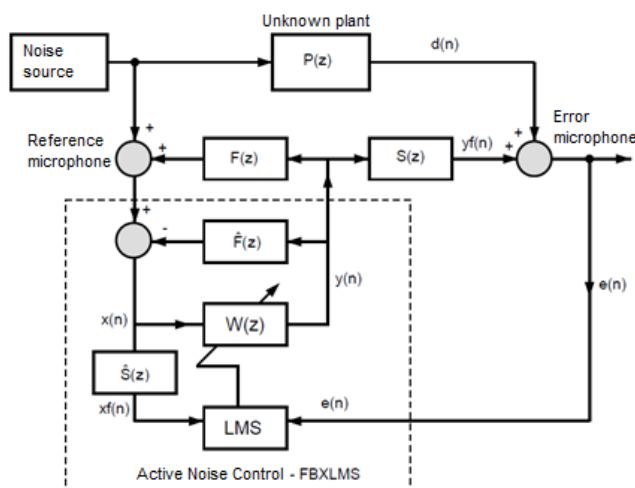 Unknown plant
Noise
source
P(z)
d(n)
Reference
microphone
+
+
F(z)
S(z)
yf(n)
+
+
Error
microphone
+
-
F̂(z)
y(n)
e(n)
x(n)
W(z)
Ŝ(z)
xf(n)
LMS
e(n)
Active Noise Control - FBXLMS